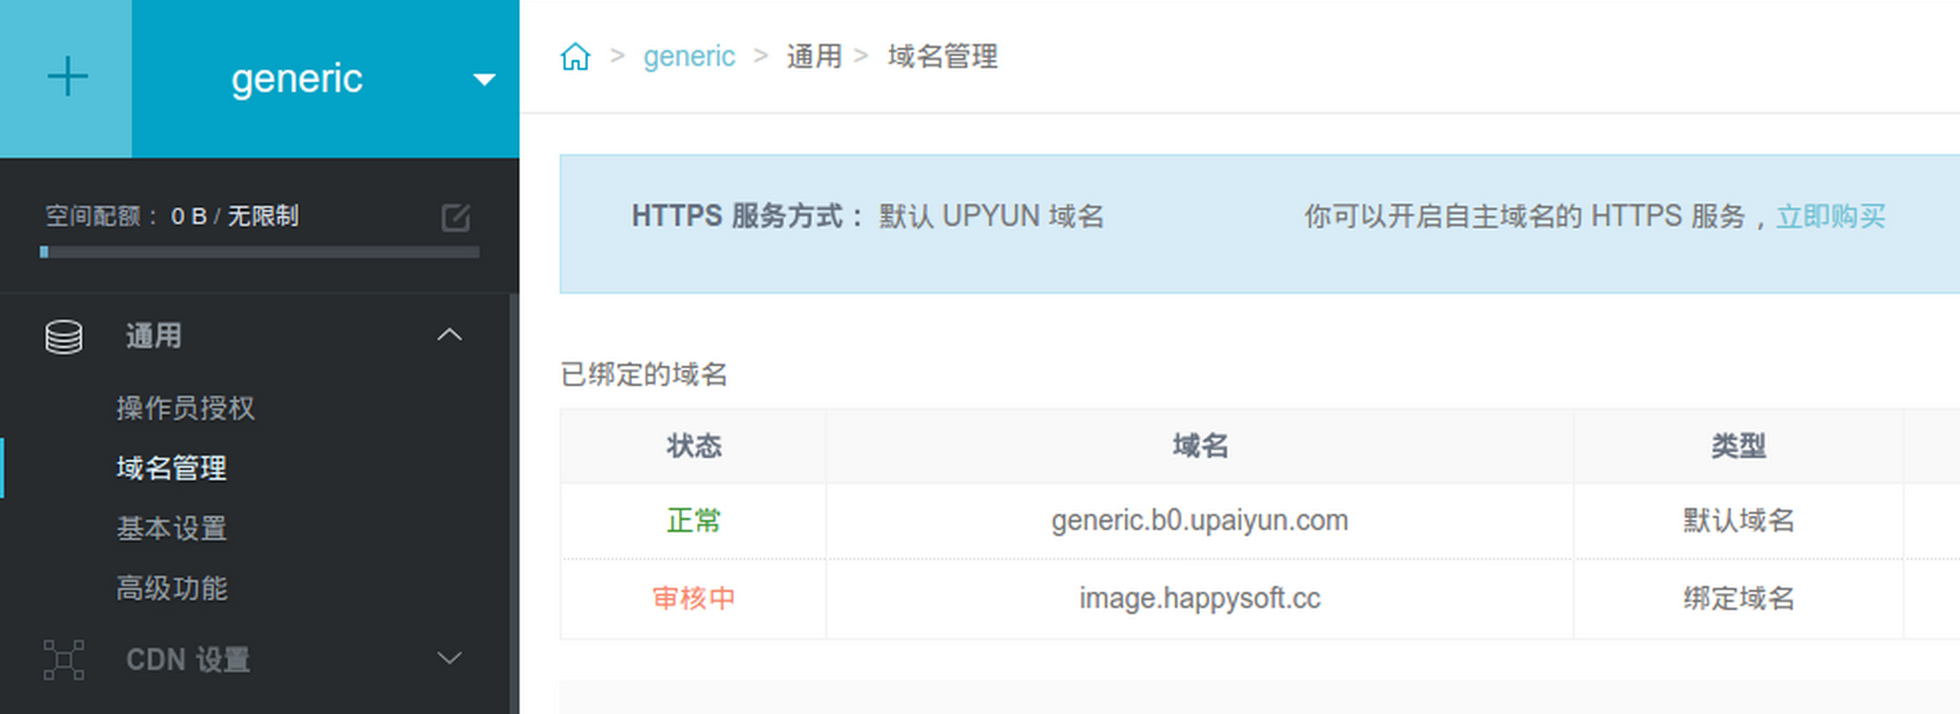 generic
空间配额： 0 B / 无限制
通用
操作员授权
域名管理
基本设置
高级功能
CDN 设置
> generic > 通用 > 域名管理
HTTPS 服务方式： 默认 UPYUN 域名 你可以开启自主域名的 HTTPS 服务，立即购买
已绑定的域名
状态 域名 类型
正常 generic.b0.upaiyun.com 默认域名
审核中 image.happysoft.cc 绑定域名